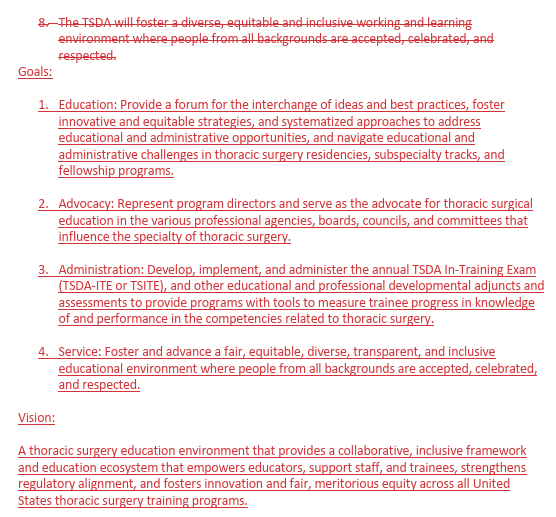 8. The TSDA will foster a diverse, equitable and inclusive working and learning
environment where people from all backgrounds are accepted, celebrated, and
respected.
Goals:
1. Education: Provide a forum for the interchange of ideas and best practices, foster
innovative and equitable strategies, and systematized approaches to address
educational and administrative opportunities, and navigate educational and
administrative challenges in thoracic surgery residencies, subspecialty tracks, and
fellowship programs.
2. Advocacy: Represent program directors and serve as the advocate for thoracic surgical
education in the various professional agencies, boards, councils, and committees that
influence the specialty of thoracic surgery.
3. Administration: Develop, implement, and administer the annual TSDA In-Training Exam
(TSDA-ITE or TSITE), and other educational and professional developmental adjuncts and
assessments to provide programs with tools to measure trainee progress in knowledge
of and performance in the competencies related to thoracic surgery.
4. Service: Foster and advance a fair, equitable, diverse, transparent, and inclusive
educational environment where people from all backgrounds are accepted, celebrated,
and respected.
Vision:
A thoracic surgery education environment that provides a collaborative, inclusive framework
and education ecosystem that empowers educators, support staff, and trainees, strengthens
regulatory alignment, and fosters innovation and fair, meritorious equity across all United
States thoracic surgery training programs.